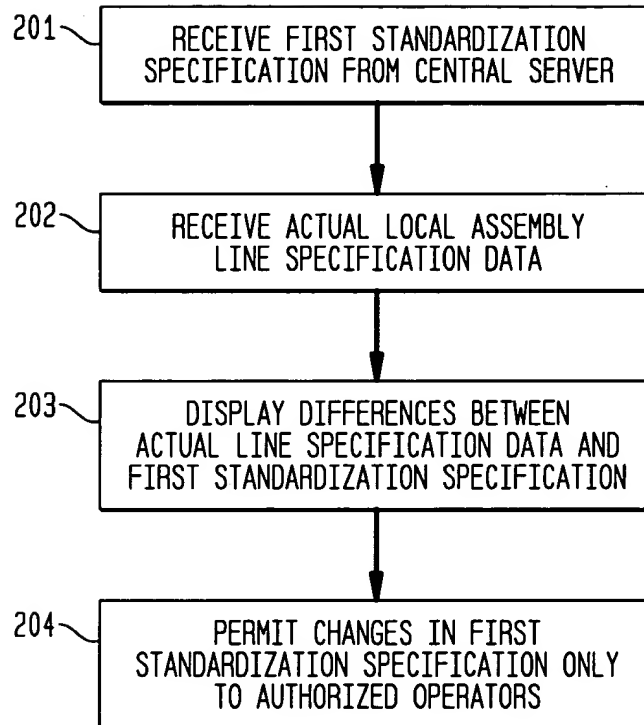 201
RECEIVE FIRST STANDARDIZATION
SPECIFICATION FROM CENTRAL SERVER
202
RECEIVE ACTUAL LOCAL ASSEMBLY
LINE SPECIFICATION DATA
203
DISPLAY DIFFERENCES BETWEEN
ACTUAL LINE SPECIFICATION DATA AND
FIRST STANDARDIZATION SPECIFICATION
204
PERMIT CHANGES IN FIRST
STANDARDIZATION SPECIFICATION ONLY
TO AUTHORIZED OPERATORS